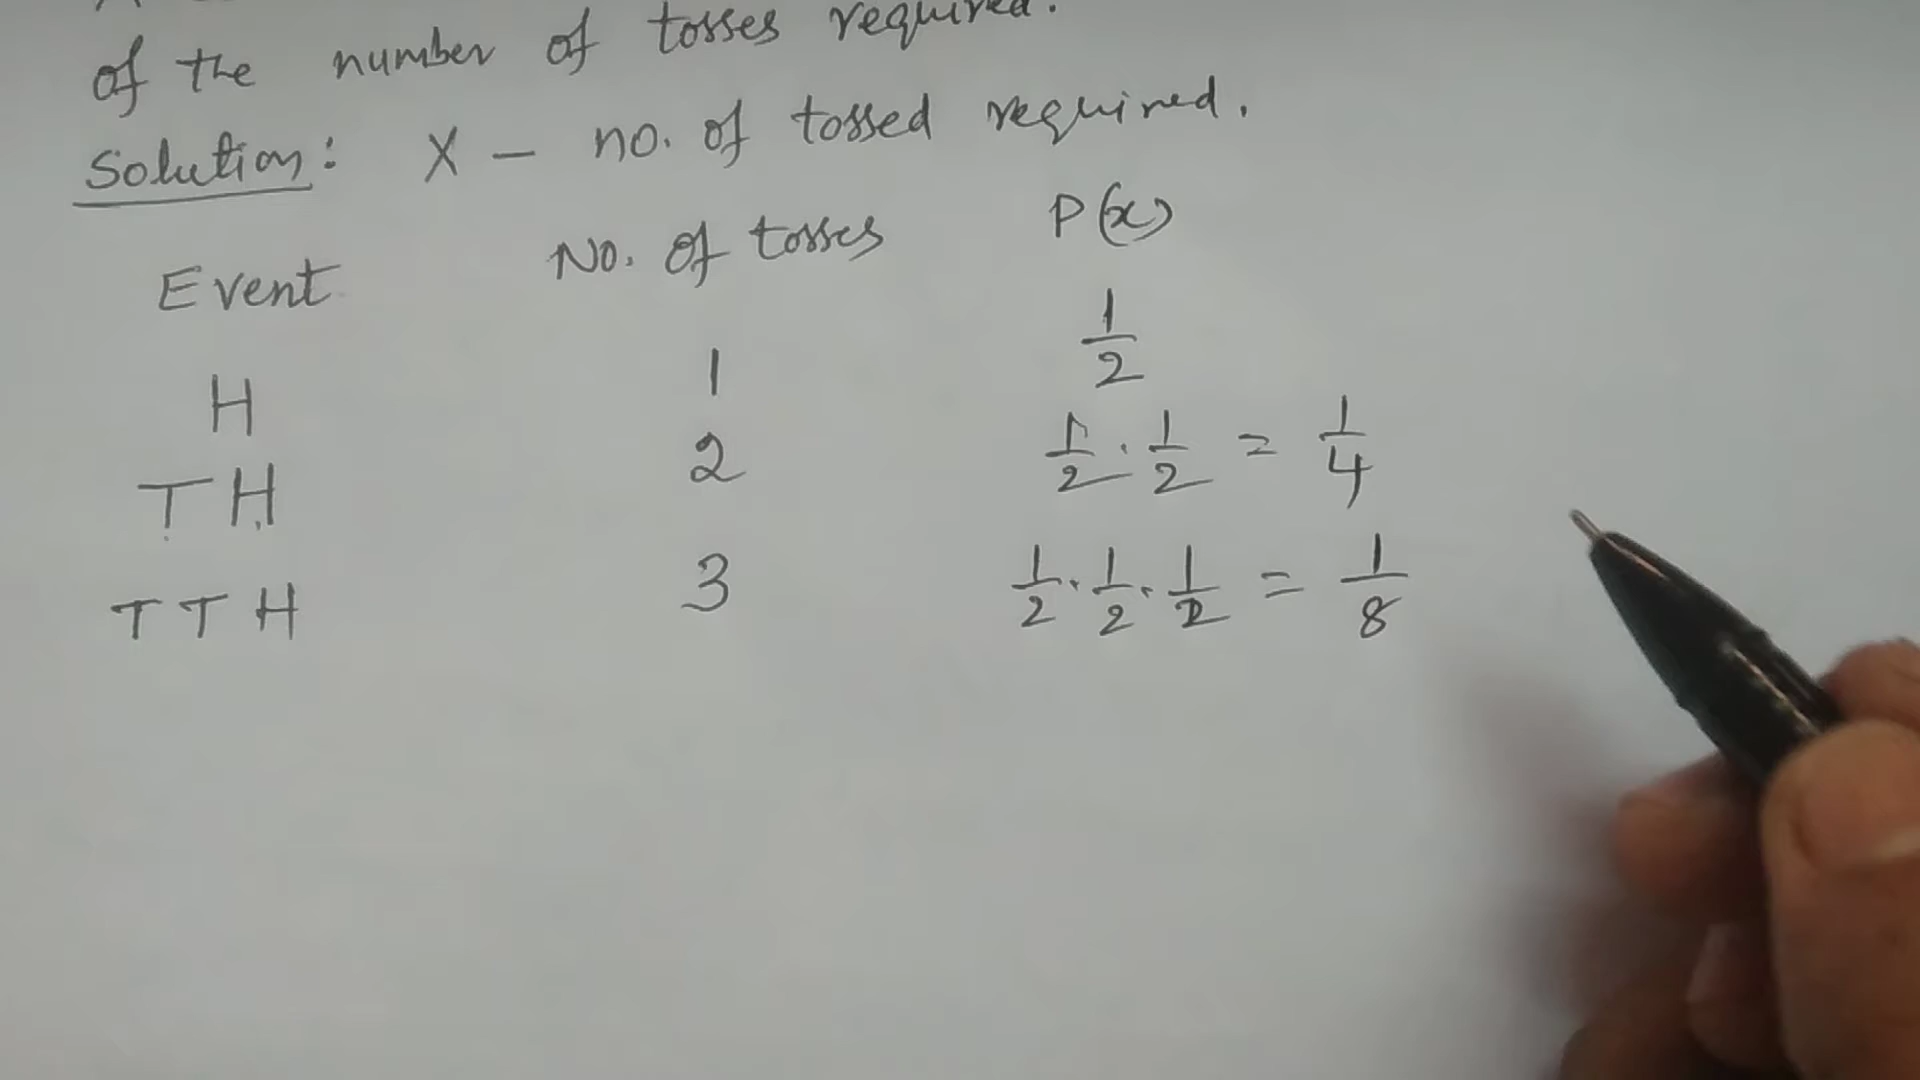 of the number of tosses required.
Solution: X - no. of tossed required.
Event No. of tosses P(x)
H 1 1/2
TH 2 1/2 . 1/2 = 1/4
TTH 3 1/2 . 1/2 . 1/2 = 1/8